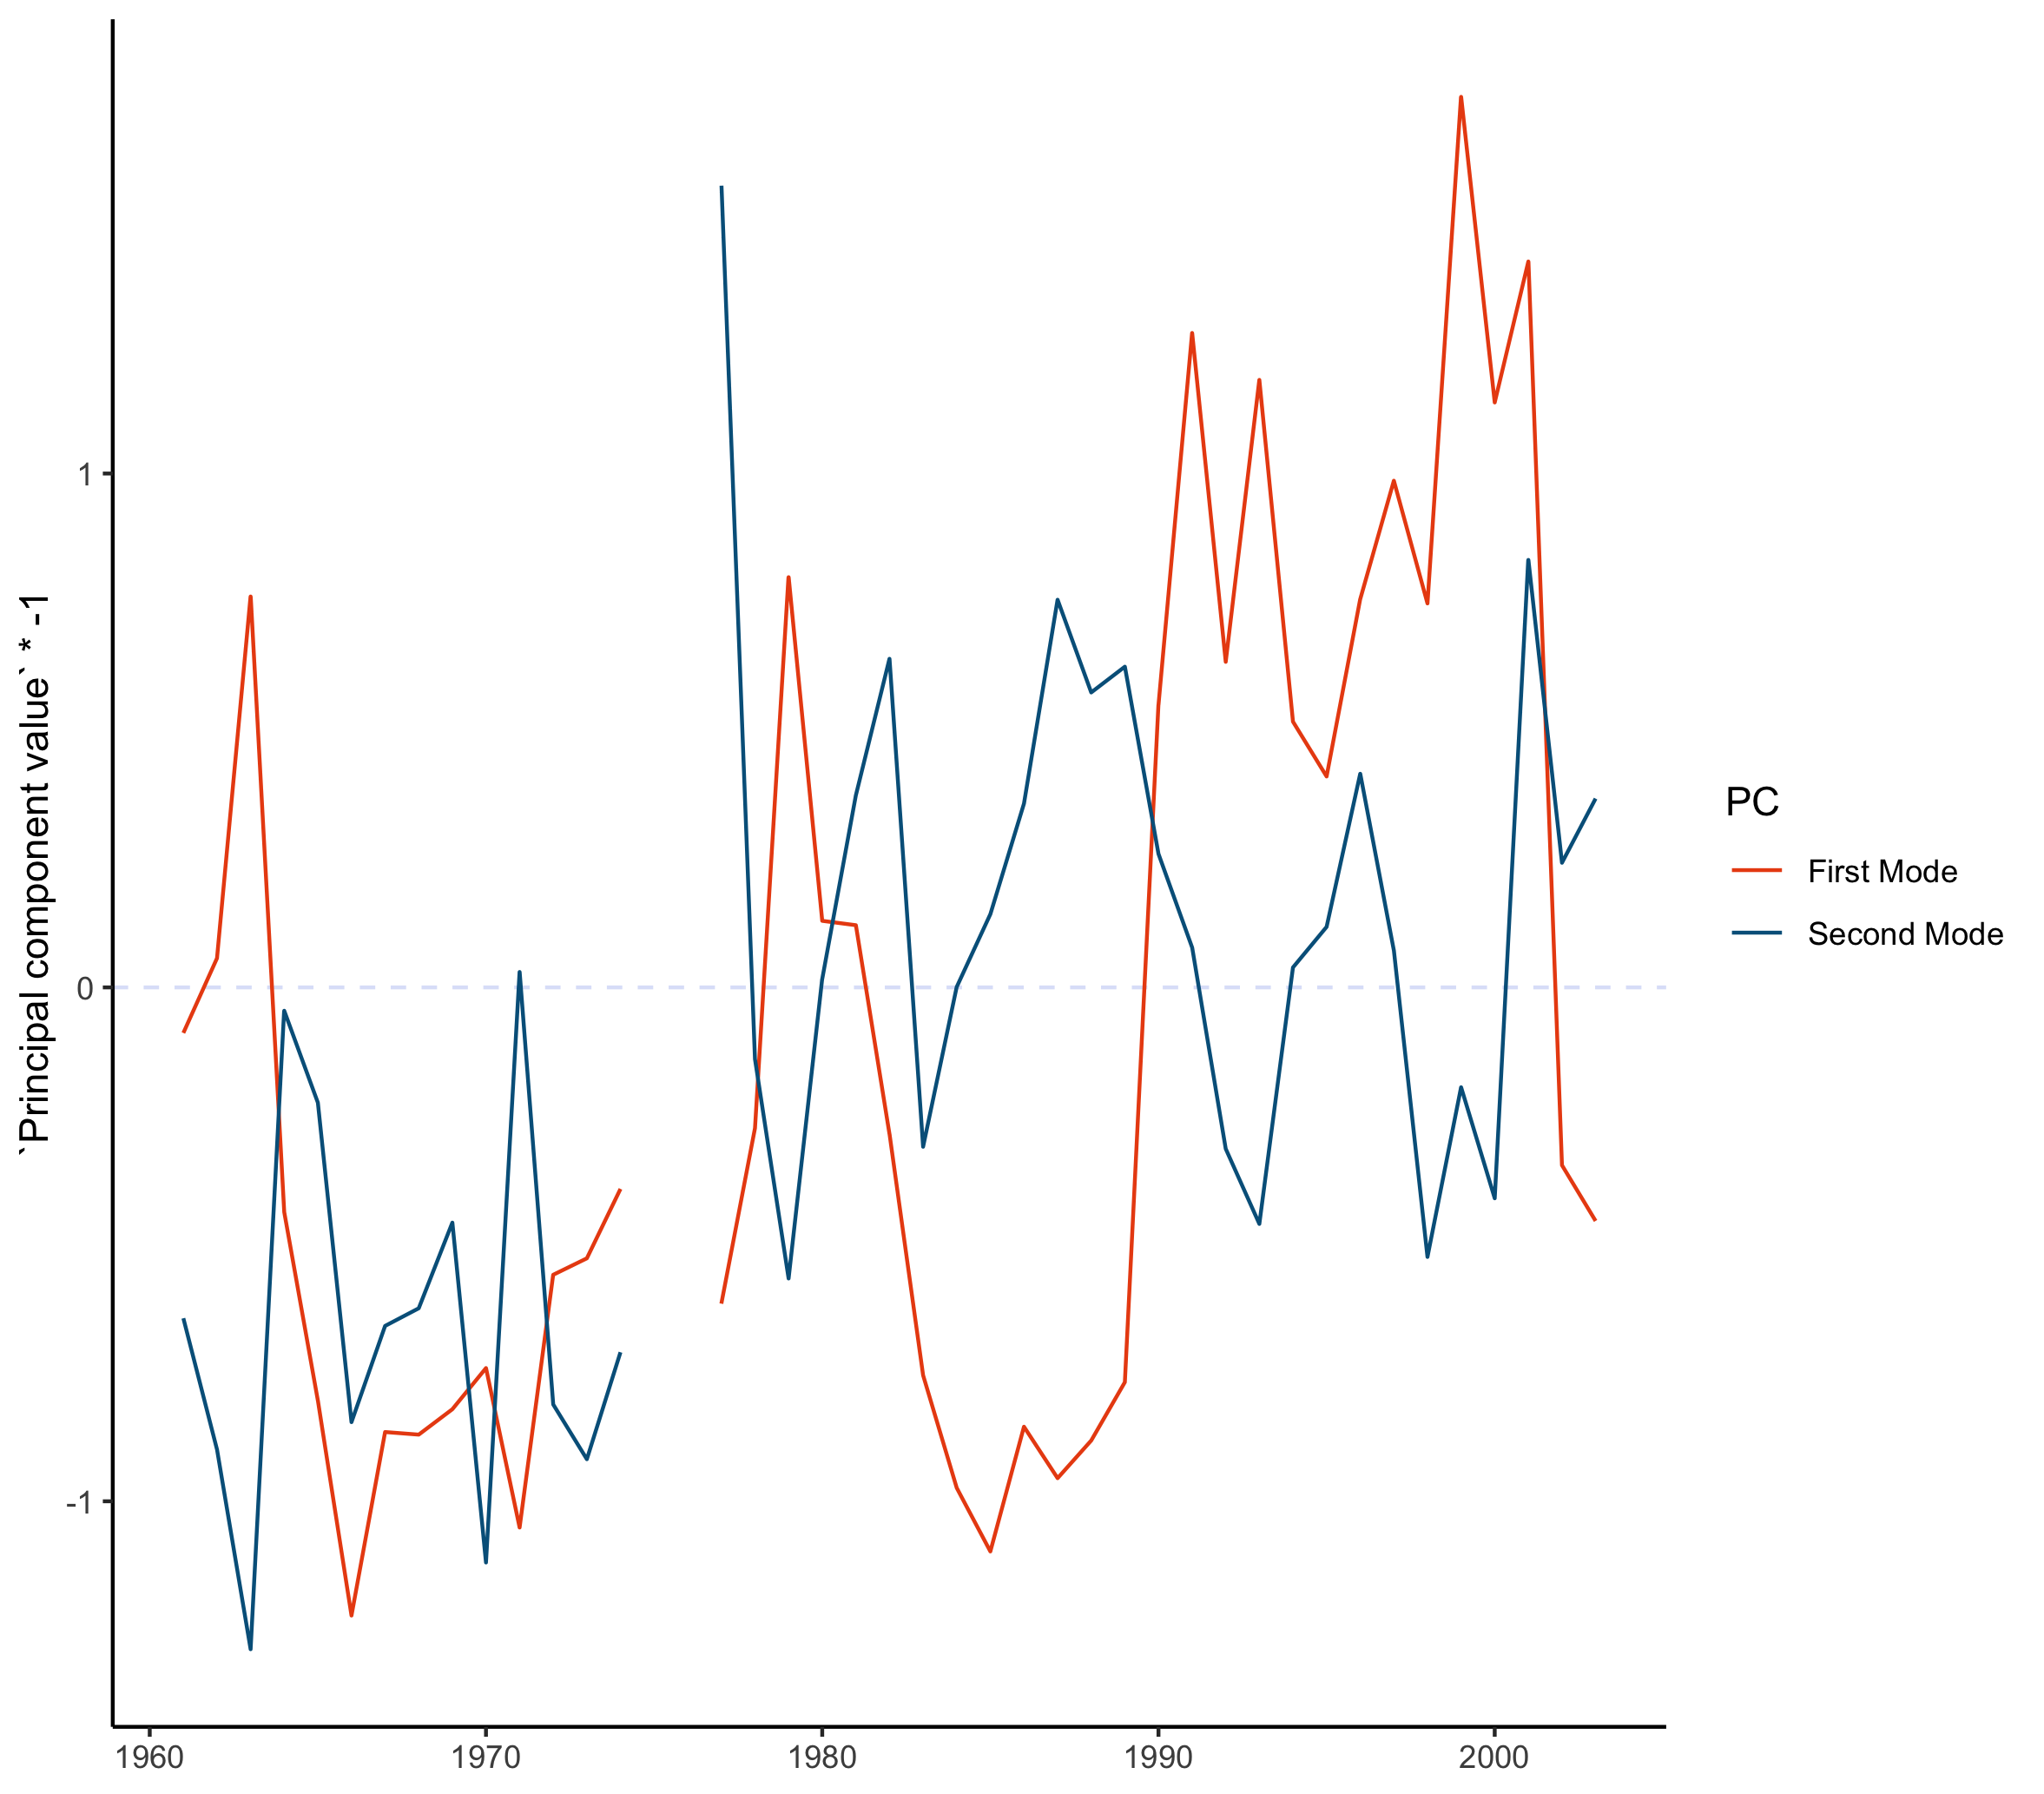 `Principal component value` * -1
1
0
-1
1960 1970 1980 1990 2000
PC
First Mode
Second Mode